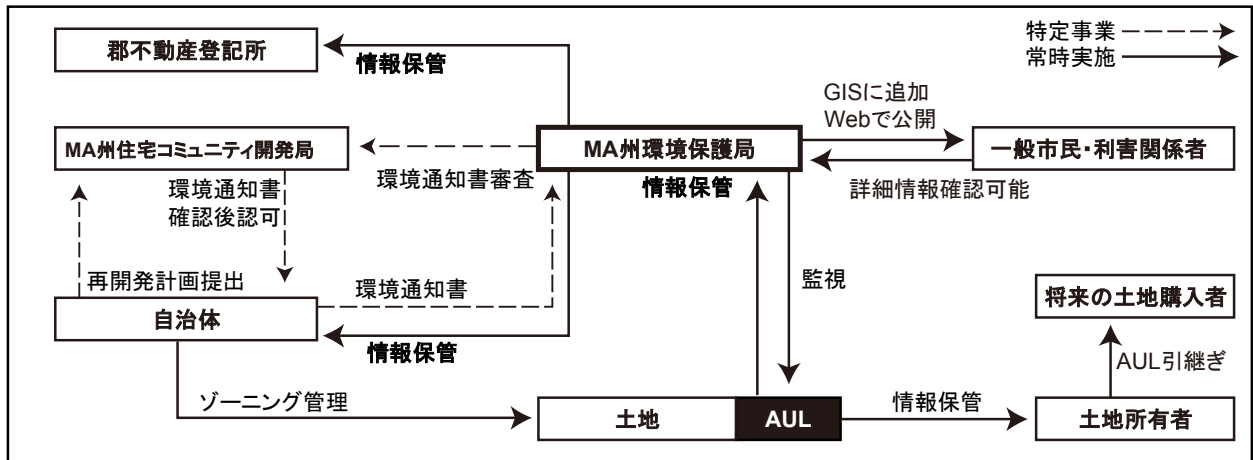 郡不動産登記所
情報保管
特定事業
常時実施
GISに追加
Webで公開
MA州住宅コミュニティ開発局
MA州環境保護局
一般市民・利害関係者
環境通知書審査
情報保管
詳細情報確認可能
環境通知書
確認後認可
再開発計画提出
環境通知書
監視
将来の土地購入者
自治体
情報保管
AUL引継ぎ
ゾーニング管理
土地
AUL
情報保管
土地所有者